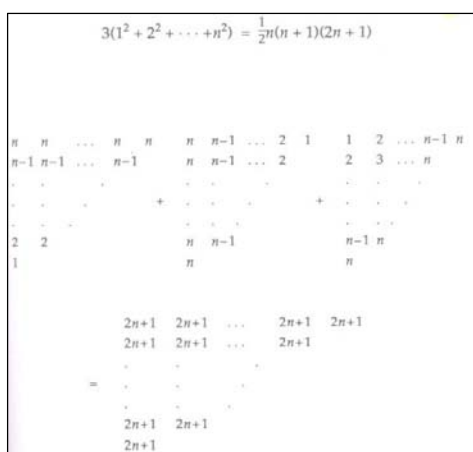 3(1² + 2² + · · · + n²) = 1/2 n(n + 1)(2n + 1)
n n ... n n n n−1 ... 2 1 1 2 ... n−1 n
n−1 n−1 ... n−1 n n−1 ... 2 2 3 ... n
. . . . . . . . .
. . . + . . . + . . .
. . . . . . . . .
2 2 n n−1 n−1 n
1 n n
2n+1 2n+1 ... 2n+1 2n+1
2n+1 2n+1 ... 2n+1
. . .
= . . .
. . .
2n+1 2n+1
2n+1